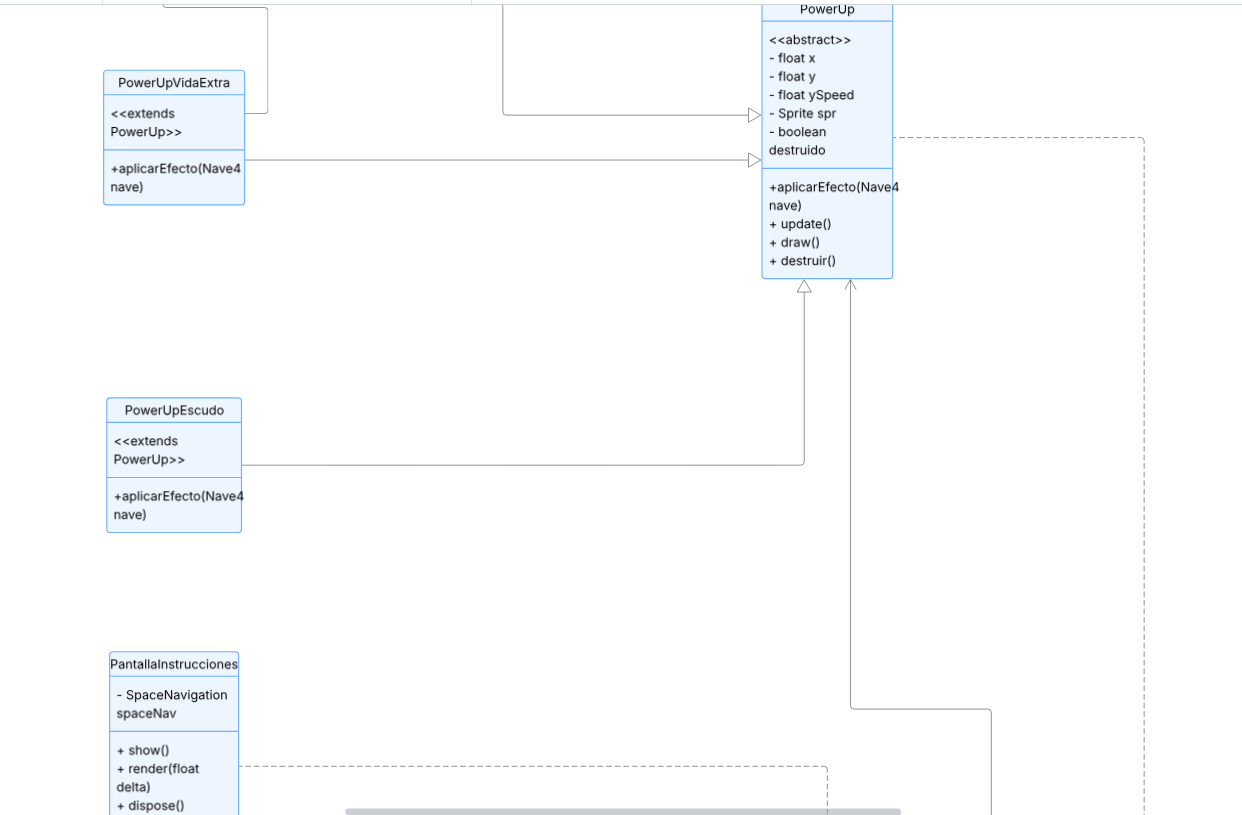 PowerUp
<<abstract>>
- float x
- float y
- float ySpeed
- Sprite spr
- boolean
destruido
+aplicarEfecto(Nave4
nave)
+ update()
+ draw()
+ destruir()
PowerUpVidaExtra
<<extends
PowerUp>>
+aplicarEfecto(Nave4
nave)
PowerUpEscudo
<<extends
PowerUp>>
+aplicarEfecto(Nave4
nave)
PantallaInstrucciones
- SpaceNavigation
spaceNav
+ show()
+ render(float
delta)
+ dispose()